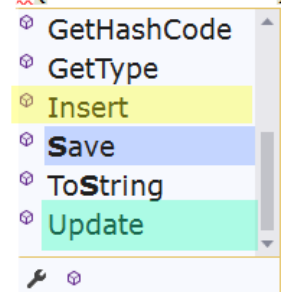 GetHashCode
GetType
Insert
Save
ToString
Update